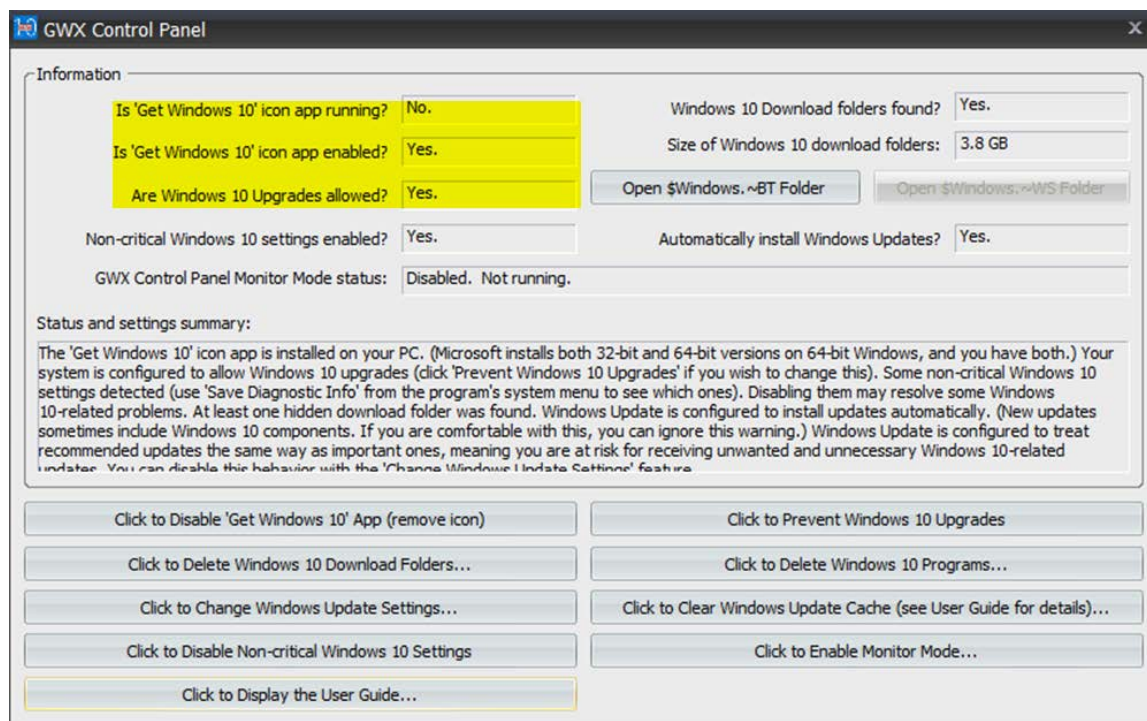 GWX Control Panel
Information
Is 'Get Windows 10' icon app running? No.
Windows 10 Download folders found? Yes.
Is 'Get Windows 10' icon app enabled? Yes.
Size of Windows 10 download folders: 3.8 GB
Are Windows 10 Upgrades allowed? Yes.
Open $Windows.~BT Folder
Open $Windows.~WS Folder
Non-critical Windows 10 settings enabled? Yes.
Automatically install Windows Updates? Yes.
GWX Control Panel Monitor Mode status: Disabled. Not running.
Status and settings summary:
The 'Get Windows 10' icon app is installed on your PC. (Microsoft installs both 32-bit and 64-bit versions on 64-bit Windows, and you have both.) Your
system is configured to allow Windows 10 upgrades (click 'Prevent Windows 10 Upgrades' if you wish to change this). Some non-critical Windows 10
settings detected (use 'Save Diagnostic Info' from the program's system menu to see which ones). Disabling them may resolve some Windows
10-related problems. At least one hidden download folder was found. Windows Update is configured to install updates automatically. (New updates
sometimes include Windows 10 components. If you are comfortable with this, you can ignore this warning.) Windows Update is configured to treat
recommended updates the same way as important ones, meaning you are at risk for receiving unwanted and unnecessary Windows 10-related
updates. You can disable this behavior with the 'Change Windows Update Settings' feature.
Click to Disable 'Get Windows 10' App (remove icon)
Click to Prevent Windows 10 Upgrades
Click to Delete Windows 10 Download Folders...
Click to Delete Windows 10 Programs...
Click to Change Windows Update Settings...
Click to Clear Windows Update Cache (see User Guide for details)...
Click to Disable Non-critical Windows 10 Settings
Click to Enable Monitor Mode...
Click to Display the User Guide...